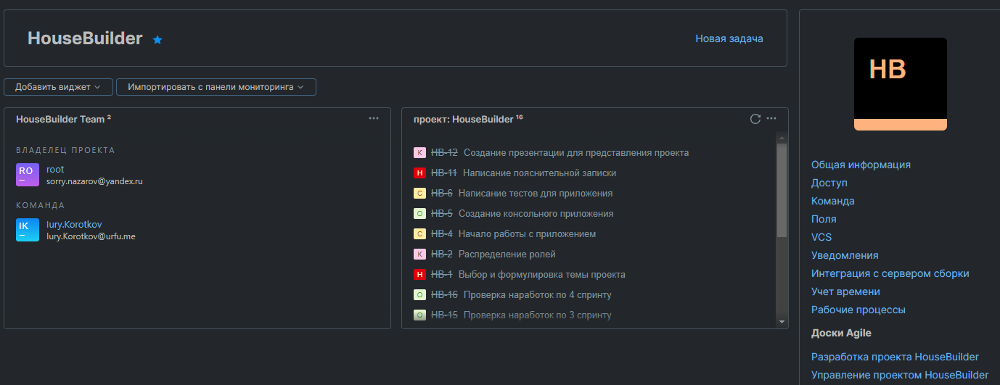 HouseBuilder
Новая задача
Добавить виджет
Импортировать с панели мониторинга
HouseBuilder Team 2
ВЛАДЕЛЕЦ ПРОЕКТА
RO
root
sorry.nazarov@yandex.ru
КОМАНДА
IK
Iury.Korotkov
Iury.Korotkov@urfu.me
проект: HouseBuilder 16
К HB-12 Создание презентации для представления проекта
Н HB-11 Написание пояснительной записки
С HB-6 Написание тестов для приложения
О HB-5 Создание консольного приложения
С HB-4 Начало работы с приложением
К HB-2 Распределение ролей
Н HB-1 Выбор и формулировка темы проекта
О HB-16 Проверка наработок по 4 спринту
О HB-15 Проверка наработок по 3 спринту
HB
Общая информация
Доступ
Команда
Поля
VCS
Уведомления
Интеграция с сервером сборки
Учет времени
Рабочие процессы
Доски Agile
Разработка проекта HouseBuilder
Управление проектом HouseBuilder